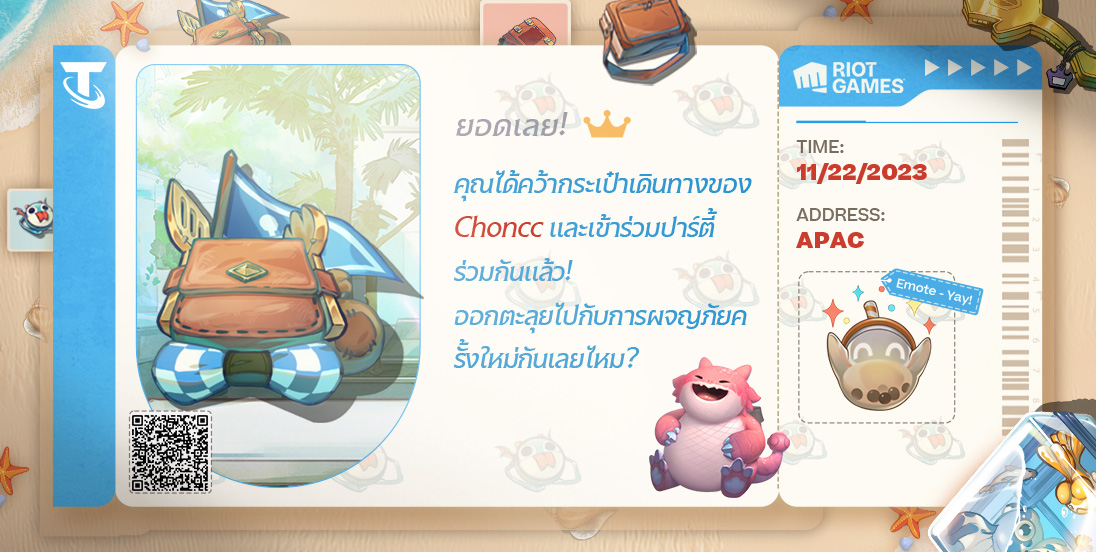 ยอดเลย!
คุณได้คว้ากระเป๋าเดินทางของ
Choncc และเข้าร่วมปาร์ตี้
ร่วมกันแล้ว!
ออกตะลุยไปกับการผจญภัยค
รั้งใหม่กันเลยไหม?
RIOT
GAMES
TIME:
11/22/2023
ADDRESS:
APAC
Emote - Yay!